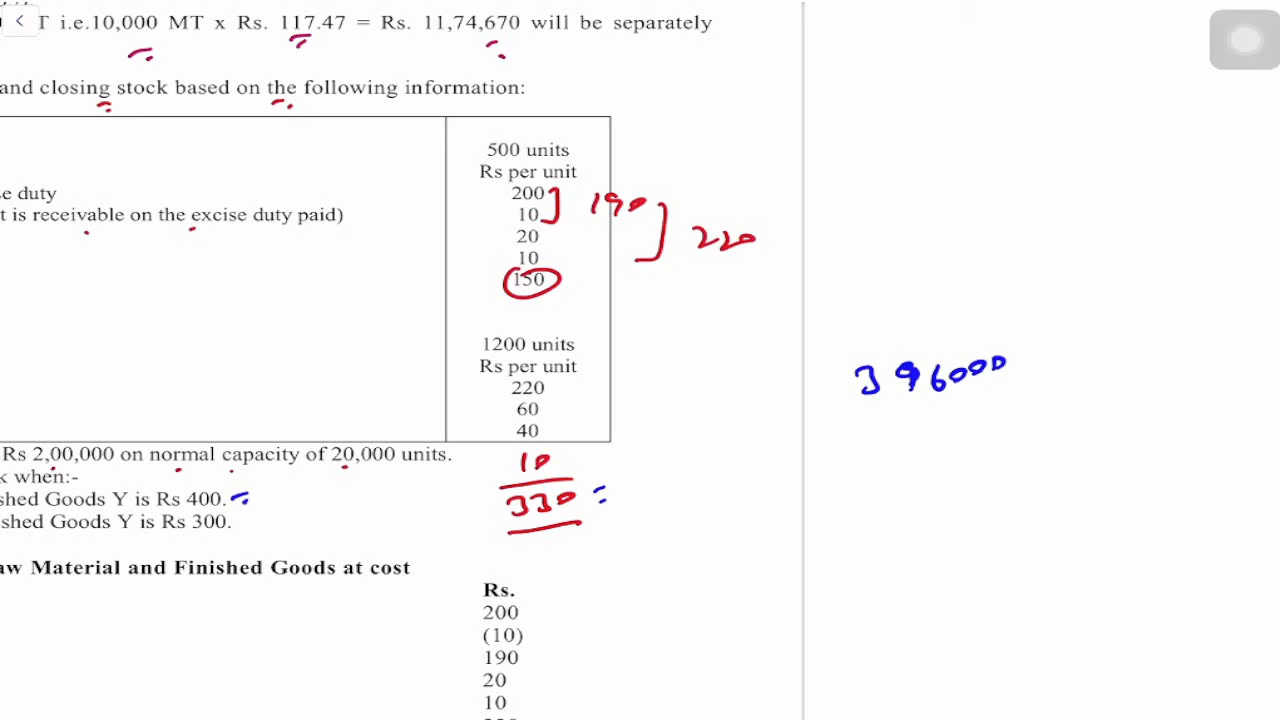 T i.e.10,000 MT x Rs. 117.47 = Rs. 11,74,670 will be separately
and closing stock based on the following information:
500 units
Rs per unit
se duty 200 190
t is receivable on the excise duty paid) 10
20 220
10
150
1200 units
Rs per unit
220
60
40
396000
Rs 2,00,000 on normal capacity of 20,000 units.
10
k when:-
shed Goods Y is Rs 400.
330
shed Goods Y is Rs 300.
aw Material and Finished Goods at cost
Rs.
200
(10)
190
20
10